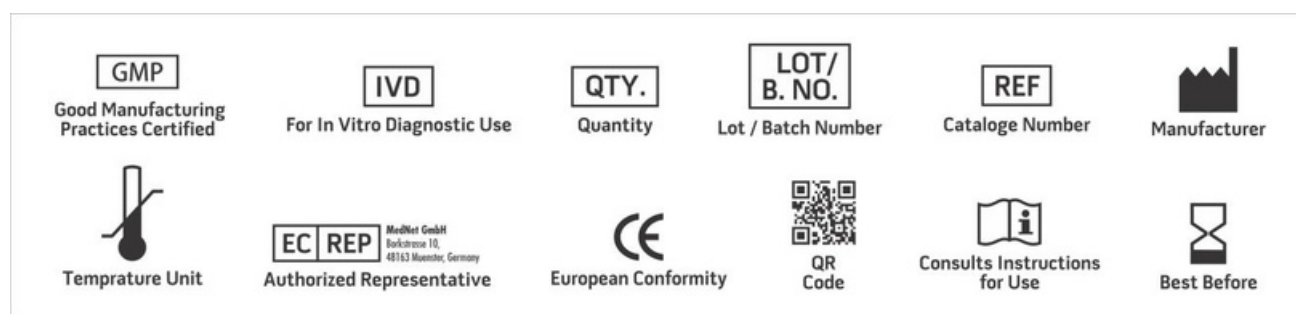 GMP
Good Manufacturing
Practices Certified
IVD
For In Vitro Diagnostic Use
QTY.
Quantity
LOT/
B. NO.
Lot / Batch Number
REF
Cataloge Number
Manufacturer
Temprature Unit
EC REP
MedNet GmbH
Borkstrasse 10,
48163 Muenster, Germany
Authorized Representative
CE
European Conformity
QR
Code
i
Consults Instructions
for Use
Best Before